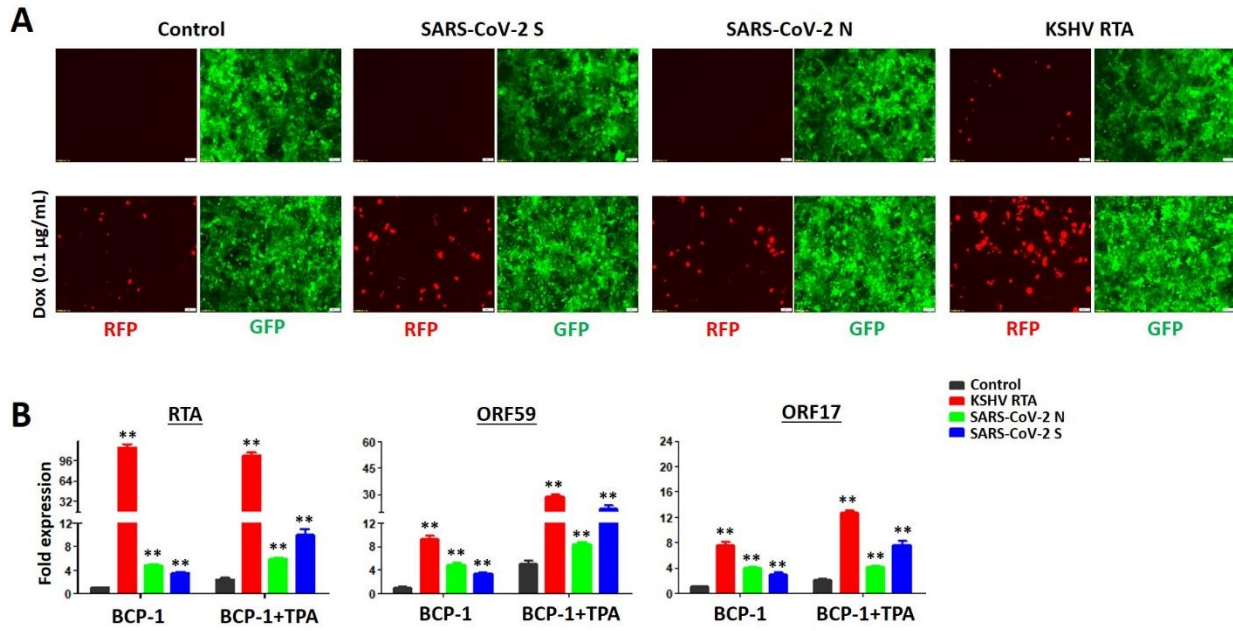 A
Control
SARS-CoV-2 S
SARS-CoV-2 N
KSHV RTA
Dox (0.1 µg/mL)
RFP GFP RFP GFP RFP GFP RFP GFP
B
Control
KSHV RTA
SARS-CoV-2 N
SARS-CoV-2 S
Fold expression
RTA
96
64
32
12
8
4
0
** ** ** ** ** **
BCP-1 BCP-1+TPA
ORF59
60
45
30
12
8
4
0
** ** ** ** ** **
BCP-1 BCP-1+TPA
ORF17
24
20
16
12
8
4
0
** ** ** ** ** **
BCP-1 BCP-1+TPA